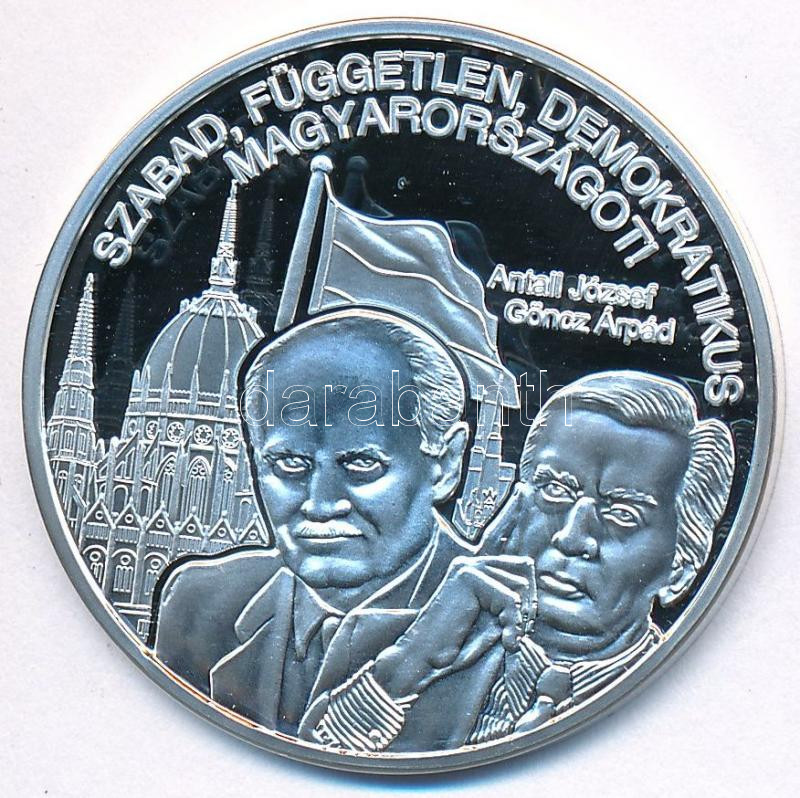 SZABAD, FÜGGETLEN, DEMOKRATIKUS
MAGYARORSZÁGOT!
Antall József
Göncz Árpád
darabanth